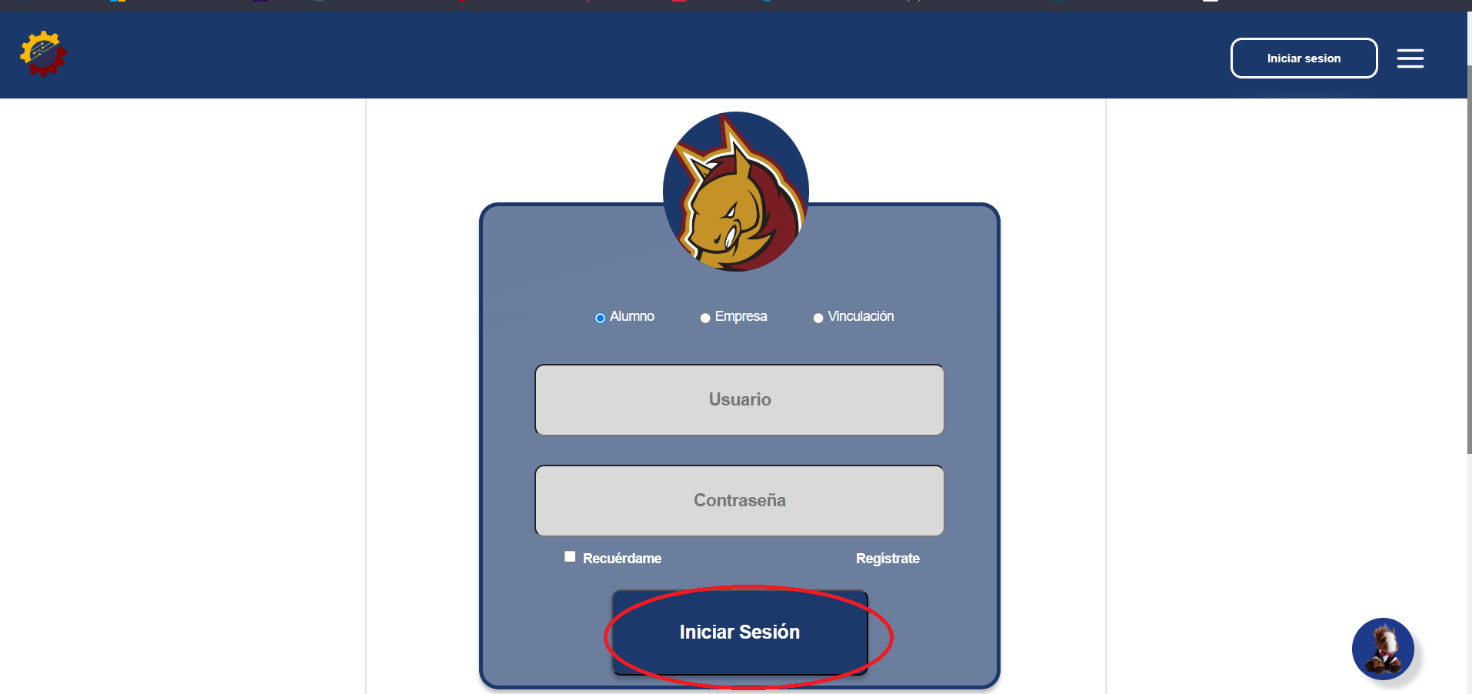 Iniciar sesion
Alumno Empresa Vinculación
Usuario
Contraseña
Recuérdame Regístrate
Iniciar Sesión